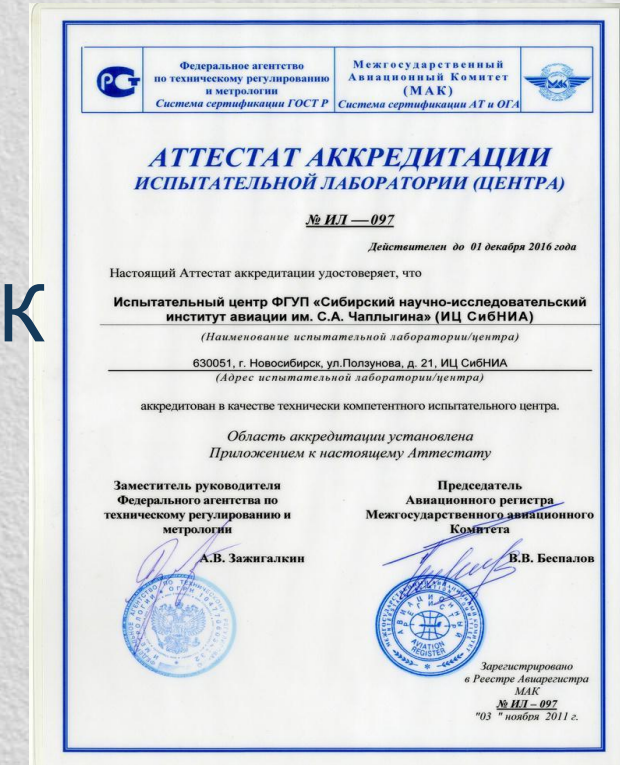 К
РСТ
Федеральное агентство
по техническому регулированию
и метрологии
Система сертификации ГОСТ Р
Межгосударственный
Авиационный Комитет
(МАК)
Система сертификации АТ и ОГА
АТТЕСТАТ АККРЕДИТАЦИИ
ИСПЫТАТЕЛЬНОЙ ЛАБОРАТОРИИ (ЦЕНТРА)
№ ИЛ —097
Действителен до 01 декабря 2016 года
Настоящий Аттестат аккредитации удостоверяет, что
Испытательный центр ФГУП «Сибирский научно-исследовательский
институт авиации им. С.А. Чаплыгина» (ИЦ СибНИА)
(Наименование испытательной лаборатории/центра)
630051, г. Новосибирск, ул.Ползунова, д. 21, ИЦ СибНИА
(Адрес испытательной лаборатории/центра)
аккредитован в качестве технически компетентного испытательного центра.
Область аккредитации установлена
Приложением к настоящему Аттестату
Заместитель руководителя
Федерального агентства по
техническому регулированию и
метрологии
А.В. Зажигалкин
Председатель
Авиационного регистра
Межгосударственного авиационного
Комитета
В.В. Беспалов
АВИАЦИОННЫЙ РЕГИСТР
AVIATION
REGISTER
Зарегистрировано
в Реестре Авиарегистра
МАК
№ ИЛ – 097
"03 " ноября 2011 г.